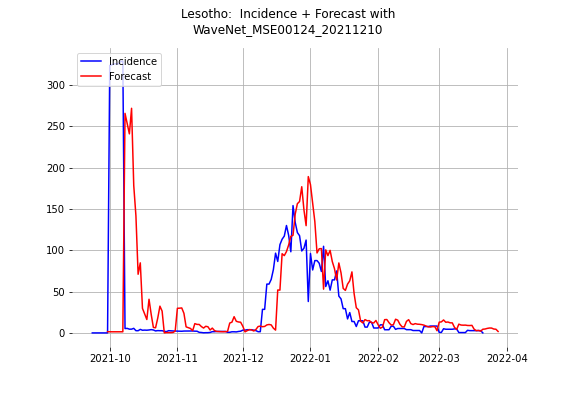 Lesotho:  Incidence + Forecast with
WaveNet_MSE00124_20211210
Incidence
Forecast
300
250
200
150
100
50
0
2021-10 2021-11 2021-12 2022-01 2022-02 2022-03 2022-04